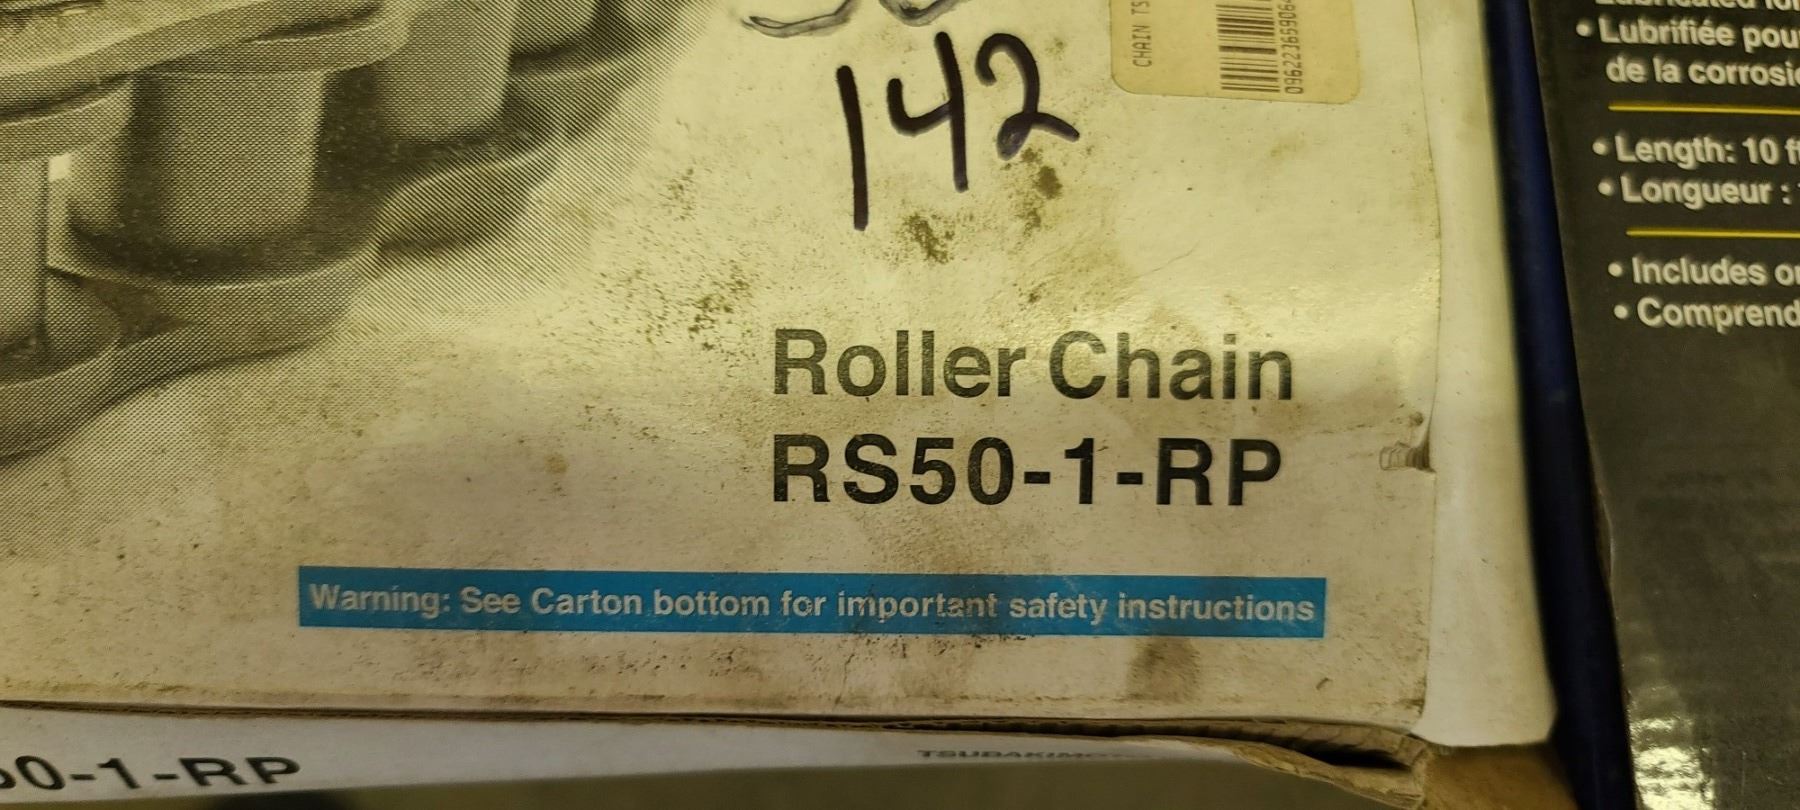 142
CHAIN TS
Roller Chain
RS50-1-RP
Warning: See Carton bottom for important safety instructions
0-1-RP
• Lubrifiée pou
de la corrosi
• Length: 10 f
• Longueur :
• Includes o
• Comprend